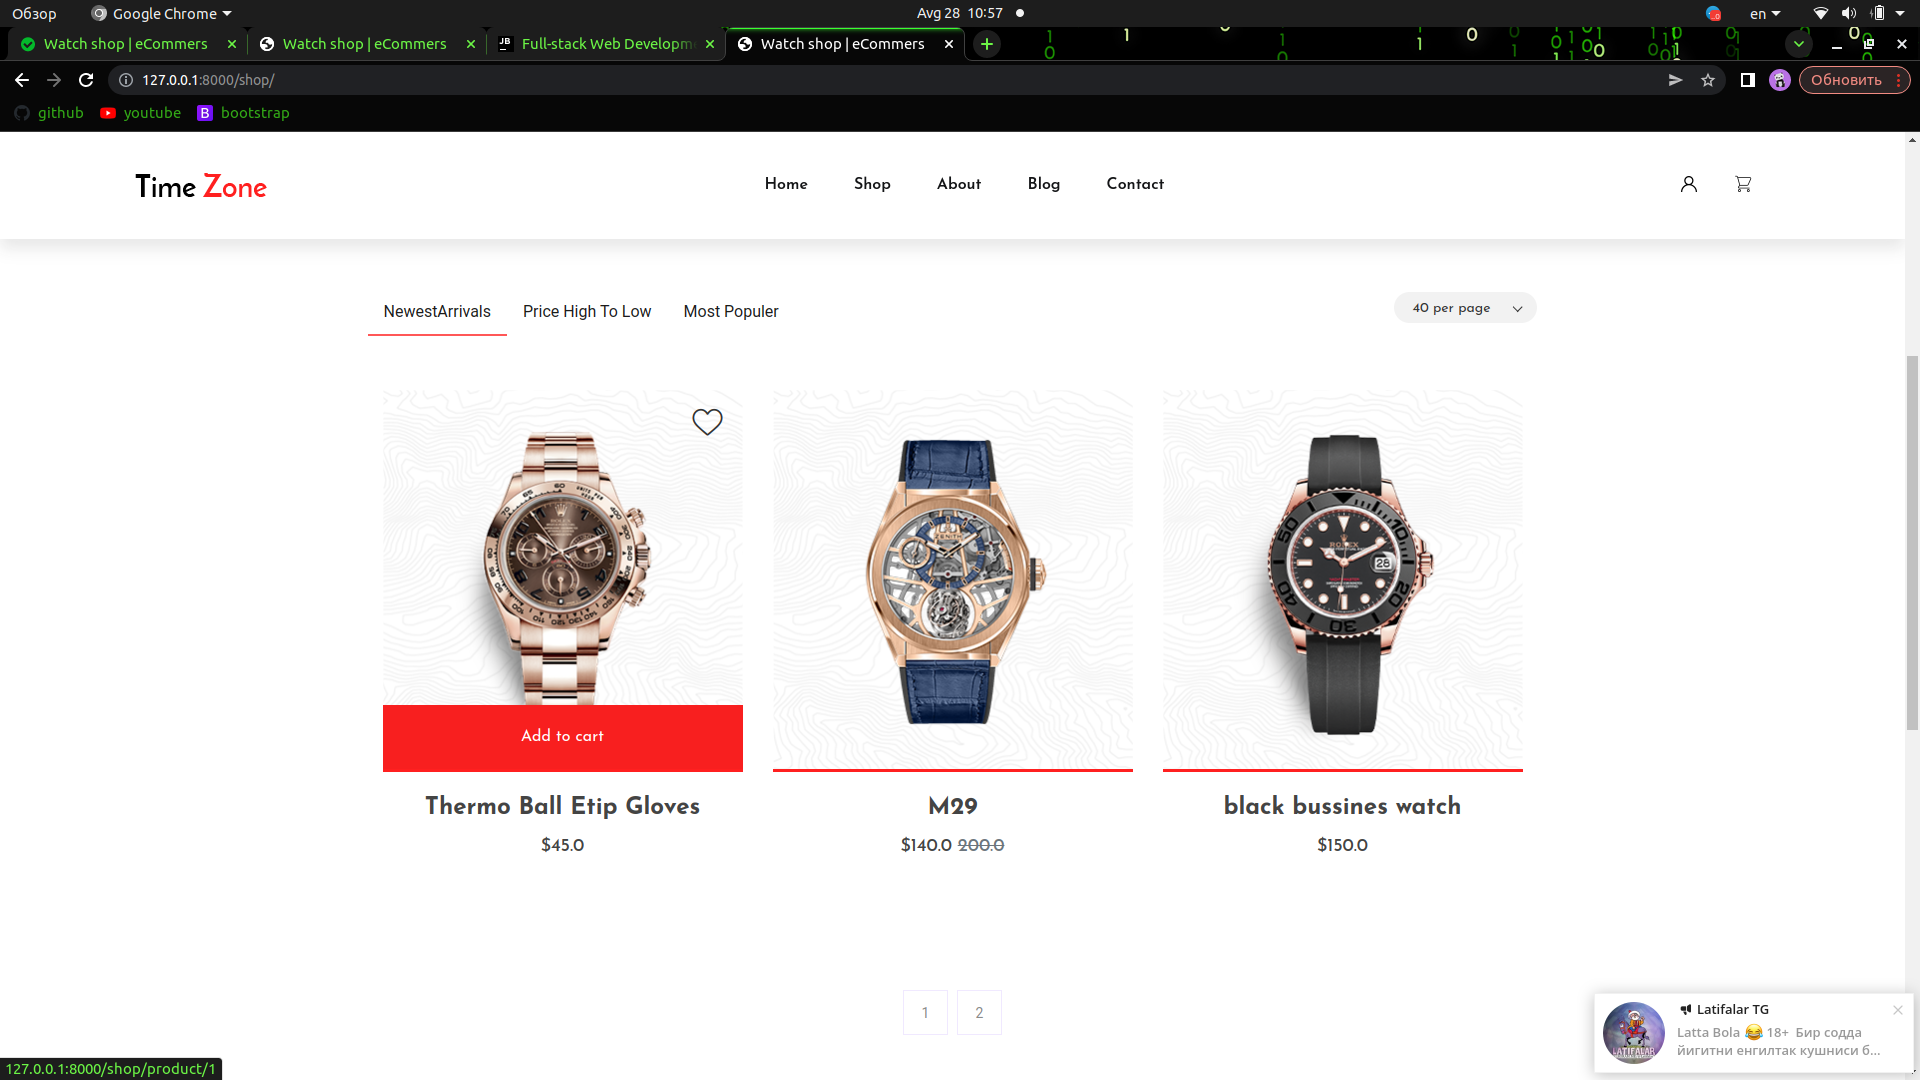 Обзор
Google Chrome
Avg 28 10:57
en
Watch shop | eCommers
Watch shop | eCommers
Full-stack Web Developm
Watch shop | eCommers
127.0.0.1:8000/shop/
Обновить
github
youtube
bootstrap
Time Zone
Home
Shop
About
Blog
Contact
NewestArrivals
Price High To Low
Most Populer
40 per page
Add to cart
Thermo Ball Etip Gloves
$45.0
M29
$140.0 200.0
black bussines watch
$150.0
1
2
Latifalar TG
Latta Bola 😂 18+ Бир содда
йигитни енгилтак кушниси б...
127.0.0.1:8000/shop/product/1